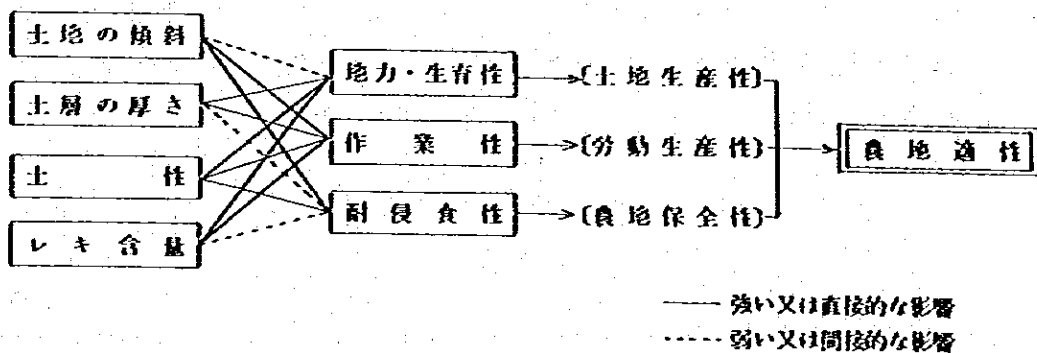 土地の傾斜
土層の厚さ
土性
レキ含量
地力・生育性
作業性
耐侵食性
〔土地生産性〕
〔労働生産性〕
〔農地保全性〕
農地適性
強い又は直接的な影響
弱い又は間接的な影響